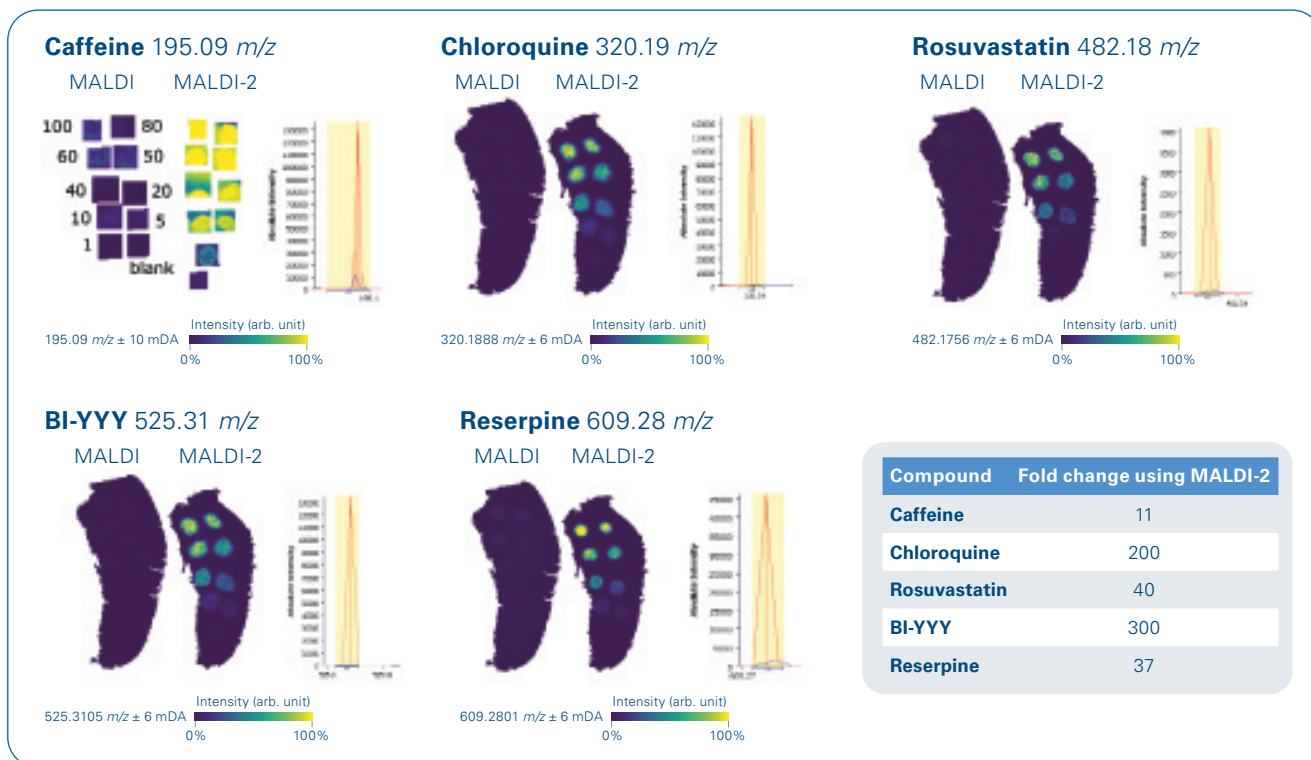 Caffeine 195.09 m/z
MALDI MALDI-2
100 80
60 50
40 20
10 5
1
blank
195.09 m/z ± 10 mDA
Intensity (arb. unit)
0% 100%
Chloroquine 320.19 m/z
MALDI MALDI-2
Absolute Intensity
320.1888 m/z ± 6 mDA
Intensity (arb. unit)
0% 100%
Rosuvastatin 482.18 m/z
MALDI MALDI-2
Absolute Intensity
482.1756 m/z ± 6 mDA
Intensity (arb. unit)
0% 100%
BI-YYY 525.31 m/z
MALDI MALDI-2
525.3105 m/z ± 6 mDA
Intensity (arb. unit)
0% 100%
Reserpine 609.28 m/z
MALDI MALDI-2
609.2801 m/z ± 6 mDA
Intensity (arb. unit)
0% 100%
Compound Fold change using MALDI-2
Caffeine 11
Chloroquine 200
Rosuvastatin 40
BI-YYY 300
Reserpine 37